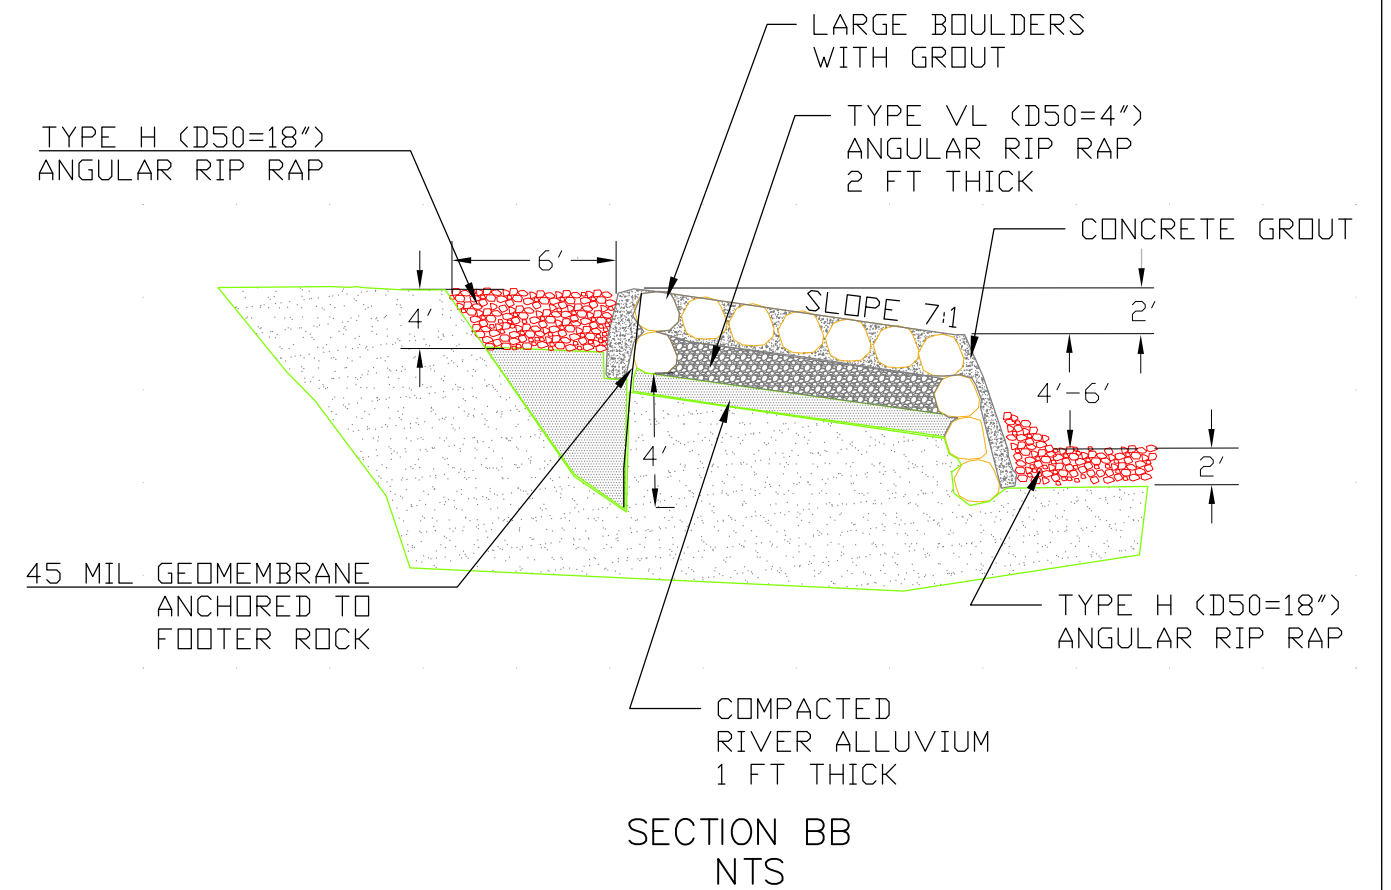 LARGE BOULDERS
WITH GROUT
TYPE VL (D50=4")
ANGULAR RIP RAP
2 FT THICK
TYPE H (D50=18")
ANGULAR RIP RAP
CONCRETE GROUT
6'
SLOPE 7:1
2'
4'
4'-6'
4'
2'
45 MIL GEOMEMBRANE
ANCHORED TO
FOOTER ROCK
TYPE H (D50=18")
ANGULAR RIP RAP
COMPACTED
RIVER ALLUVIUM
1 FT THICK
SECTION BB
NTS